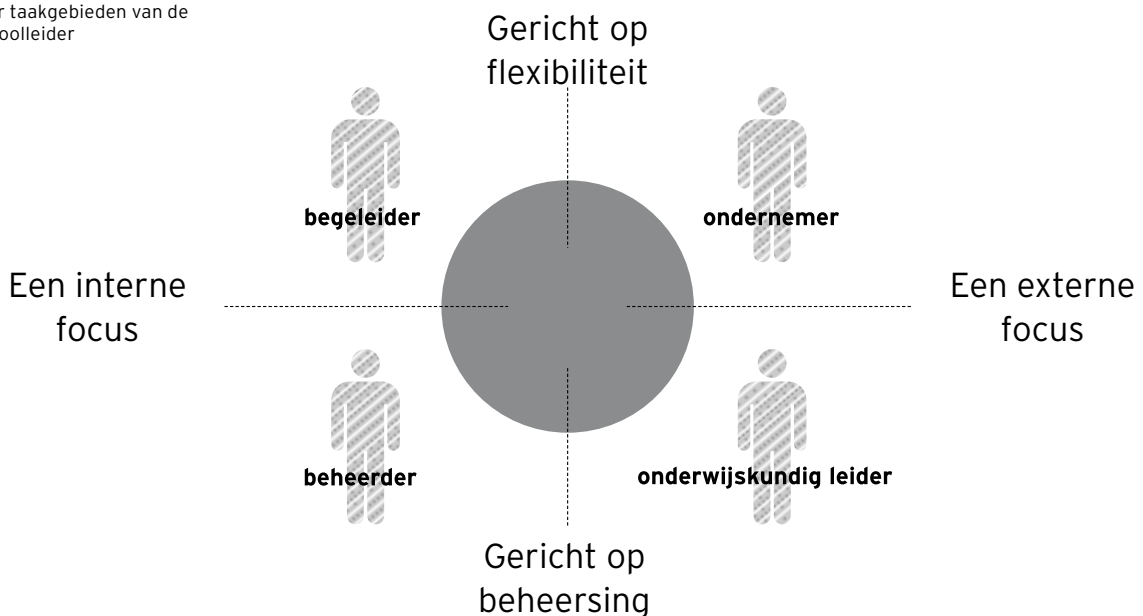 r taakgebieden van de
oolleider
Gericht op
flexibiliteit
begeleider
ondernemer
Een interne
focus
Een externe
focus
beheerder
onderwijskundig leider
Gericht op
beheersing